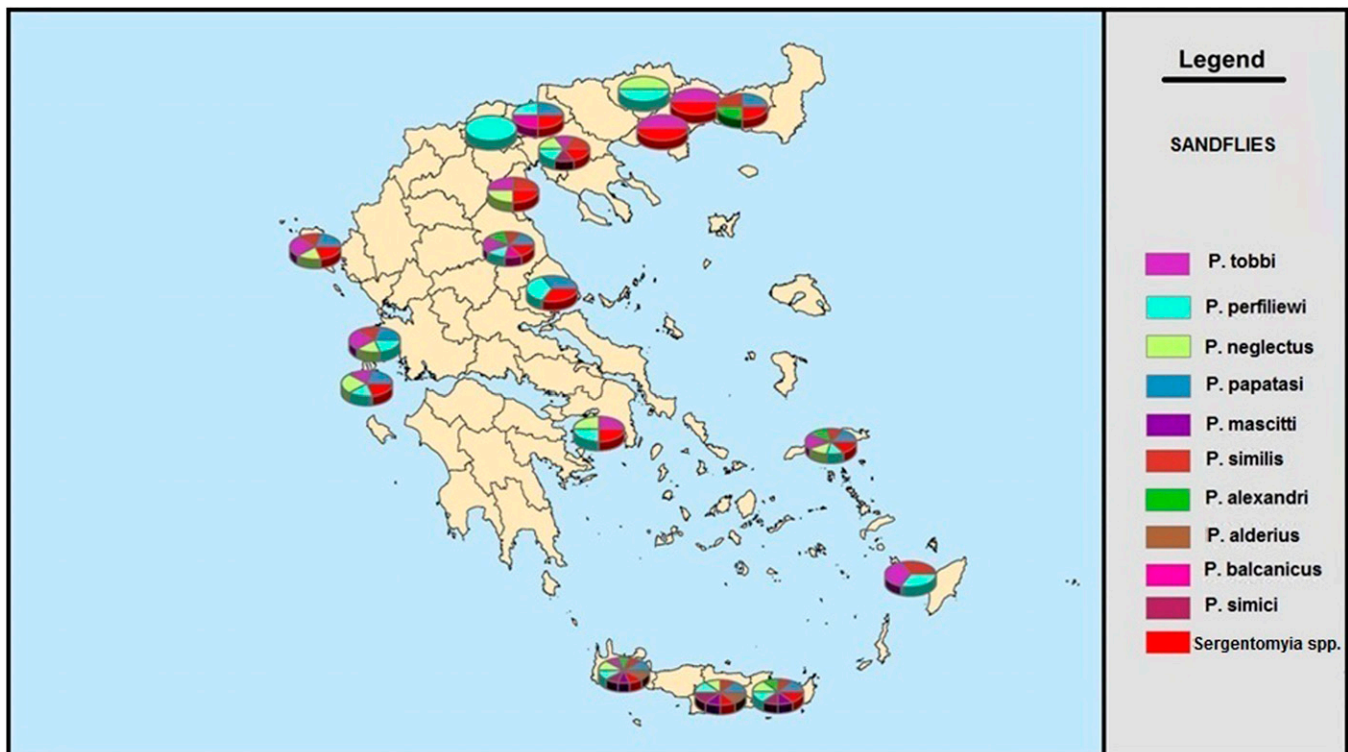 Legend
SANDFLIES
P. tobbi
P. perfiliewi
P. neglectus
P. papatasi
P. mascitti
P. similis
P. alexandri
P. alderius
P. balcanicus
P. simici
Sergentomyia spp.